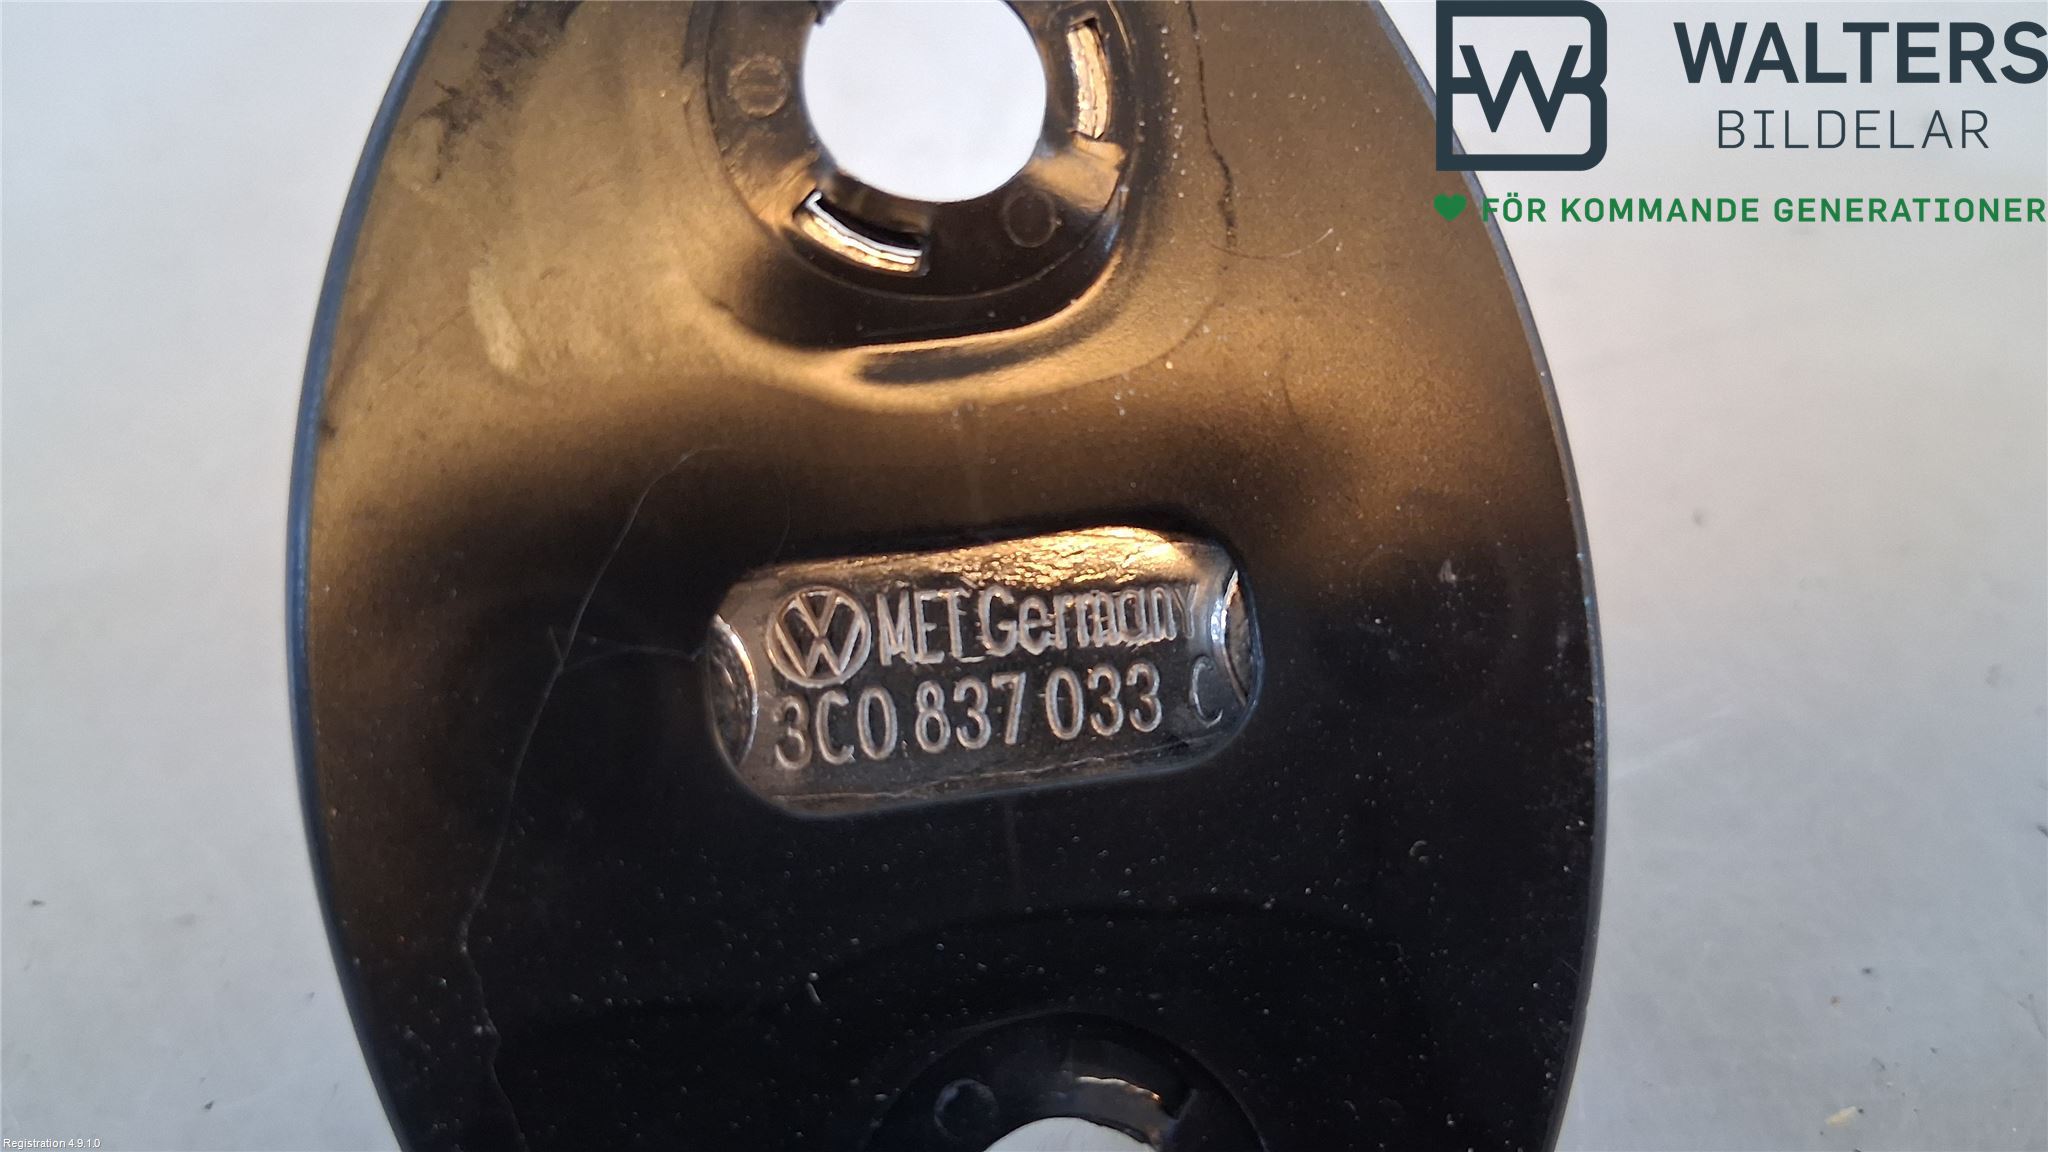 WALTERS
BILDELAR
FÖR KOMMANDE GENERATIONER
MET Germany
3C0 837 033 C
Registration 4.9.1.0